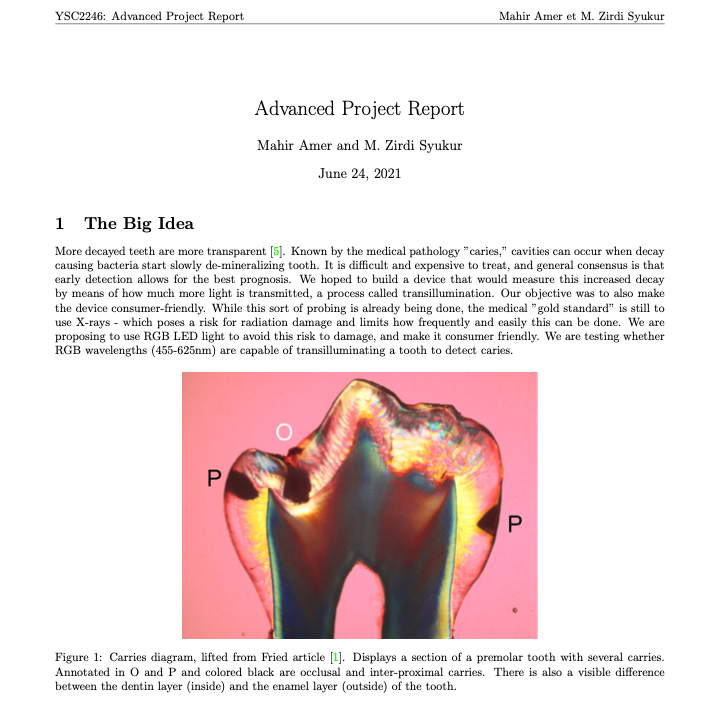 YSC2246: Advanced Project Report Mahir Amer et M. Zirdi Syukur
Advanced Project Report
Mahir Amer and M. Zirdi Syukur
June 24, 2021
1 The Big Idea
More decayed teeth are more transparent [5]. Known by the medical pathology ”caries,” cavities can occur when decay
causing bacteria start slowly de-mineralizing tooth. It is difficult and expensive to treat, and general consensus is that
early detection allows for the best prognosis. We hoped to build a device that would measure this increased decay
by means of how much more light is transmitted, a process called transillumination. Our objective was to also make
the device consumer-friendly. While this sort of probing is already being done, the medical ”gold standard” is still to
use X-rays - which poses a risk for radiation damage and limits how frequently and easily this can be done. We are
proposing to use RGB LED light to avoid this risk to damage, and make it consumer friendly. We are testing whether
RGB wavelengths (455-625nm) are capable of transilluminating a tooth to detect caries.
O
P
P
Figure 1: Carries diagram, lifted from Fried article [1]. Displays a section of a premolar tooth with several carries.
Annotated in O and P and colored black are occlusal and inter-proximal carries. There is also a visible difference
between the dentin layer (inside) and the enamel layer (outside) of the tooth.